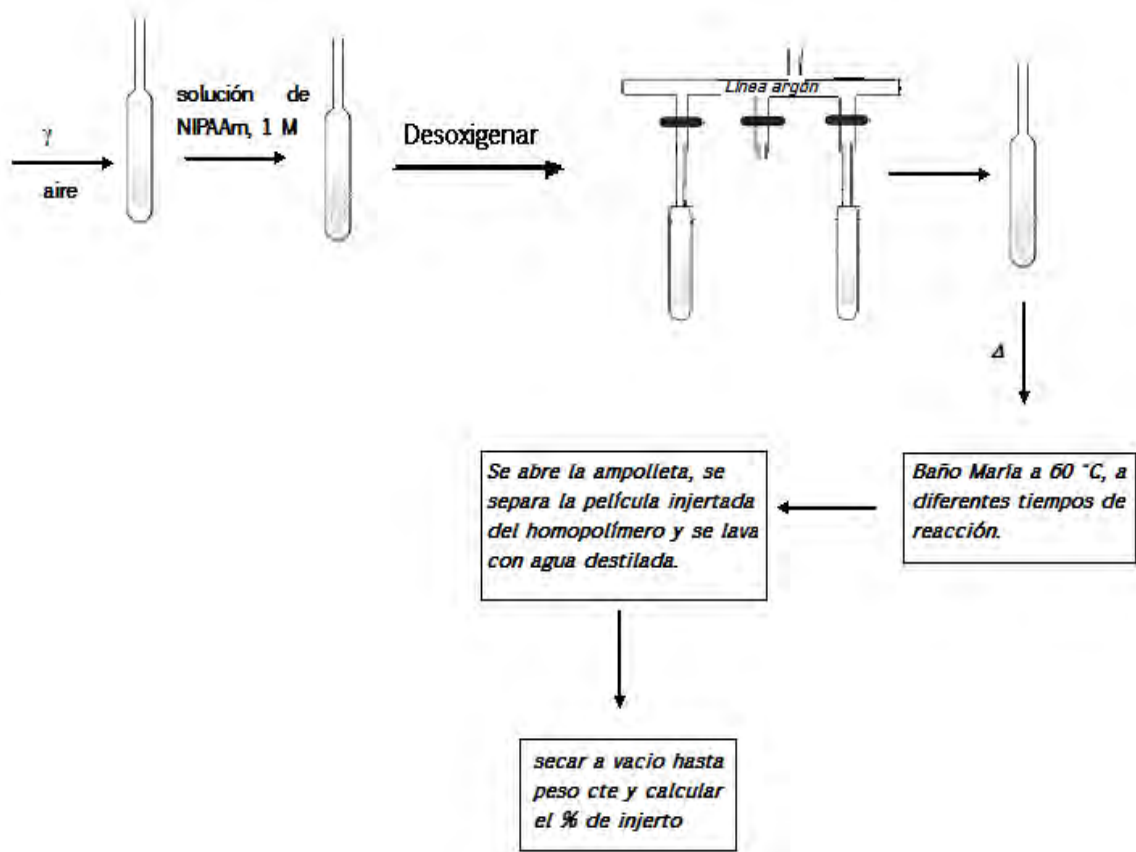 γ
aire
solución de
NIPAAm, 1 M
Desoxigenar
Línea argón
Δ
Baño María a 60 °C, a
diferentes tiempos de
reacción.
Se abre la ampolleta, se
separa la película injertada
del homopolímero y se lava
con agua destilada.
secar a vacio hasta
peso cte y calcular
el % de injerto